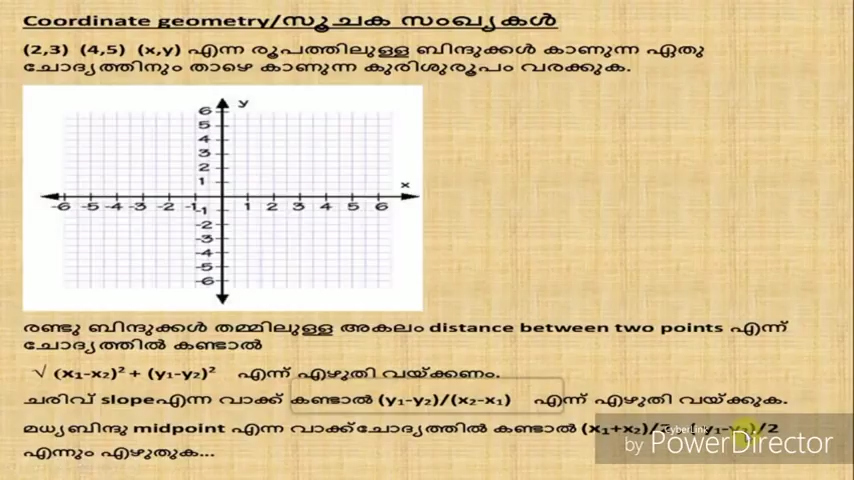 Coordinate geometry/സൂചക സംഖ്യകൾ
(2,3) (4,5) (x,y) എന്ന രൂപത്തിലുള്ള ബിന്ദുക്കൾ കാണുന്ന ഏതു
ചോദ്യത്തിനും താഴെ കാണുന്ന കുരിശുരൂപം വരക്കുക.
y
6
5
4
3
2
1
x
-6 -5 -4 -3 -2 -1 1 2 3 4 5 6
-1
-2
-3
-4
-5
-6
രണ്ടു ബിന്ദുക്കൾ തമ്മിലുള്ള അകലം distance between two points എന്ന്
ചോദ്യത്തിൽ കണ്ടാൽ
√ (x₁-x₂)² + (y₁-y₂)² എന്ന് എഴുതി വയ്ക്കണം.
ചരിവ് slopeഎന്ന വാക്ക് കണ്ടാൽ (y₁-y₂)/(x₂-x₁) എന്ന് എഴുതി വയ്ക്കുക.
മധ്യബിന്ദു midpoint എന്ന വാക്ക്ചോദ്യത്തിൽ കണ്ടാൽ (x₁+x₂)/2 (y₁-y₂)/2
എന്നും എഴുതുക...
CyberLink
by PowerDirector